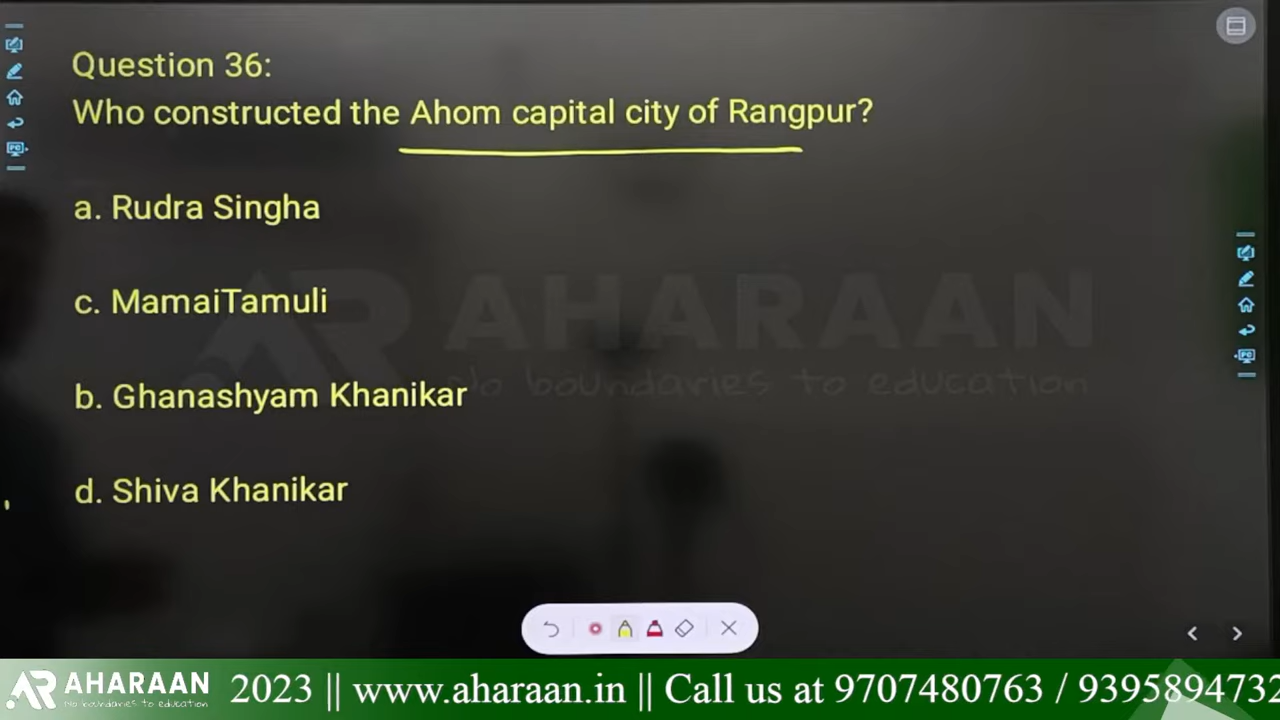 Question 36:
Who constructed the Ahom capital city of Rangpur?
a. Rudra Singha
c. MamaiTamuli
b. Ghanashyam Khanikar
d. Shiva Khanikar
AHARAAN
No boundaries to education
AHARAAN
No boundaries to education
2023 || www.aharaan.in || Call us at 9707480763 / 9395894732